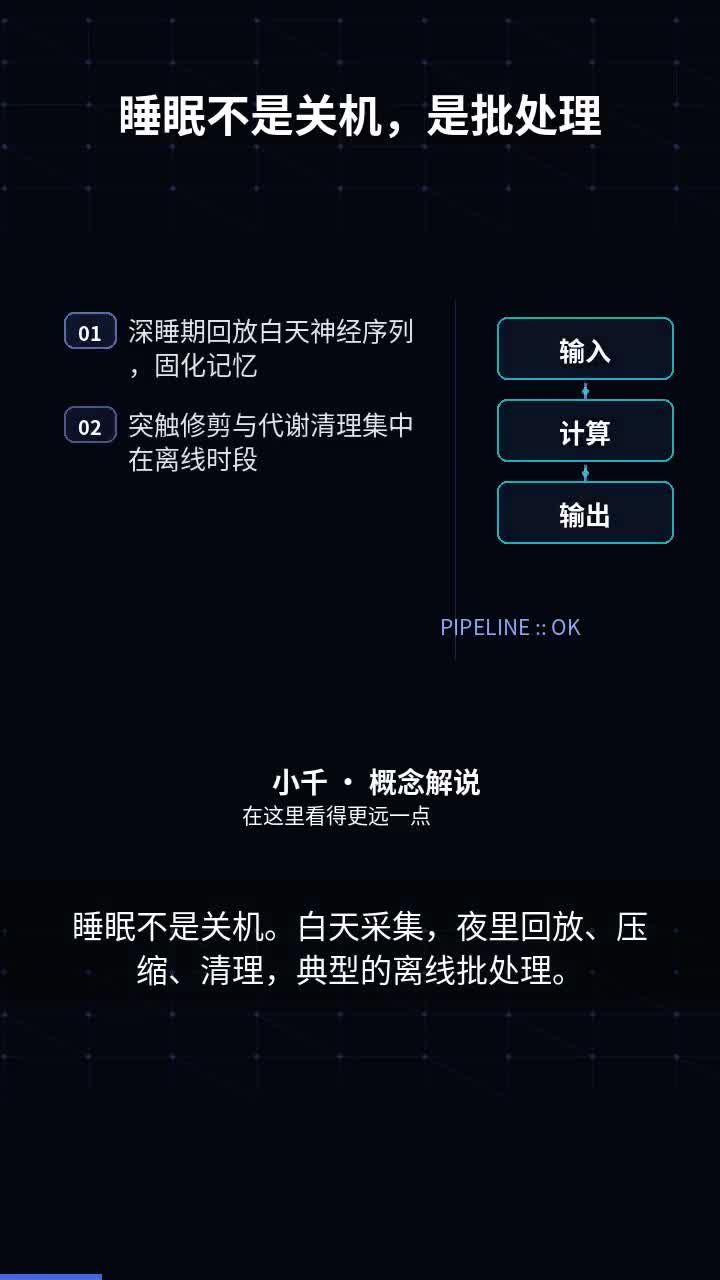 睡眠不是关机，是批处理
01
深睡期回放白天神经序列
，固化记忆
02
突触修剪与代谢清理集中
在离线时段
输入
计算
输出
PIPELINE :: OK
小千 · 概念解说
在这里看得更远一点
睡眠不是关机。白天采集，夜里回放、压
缩、清理，典型的离线批处理。